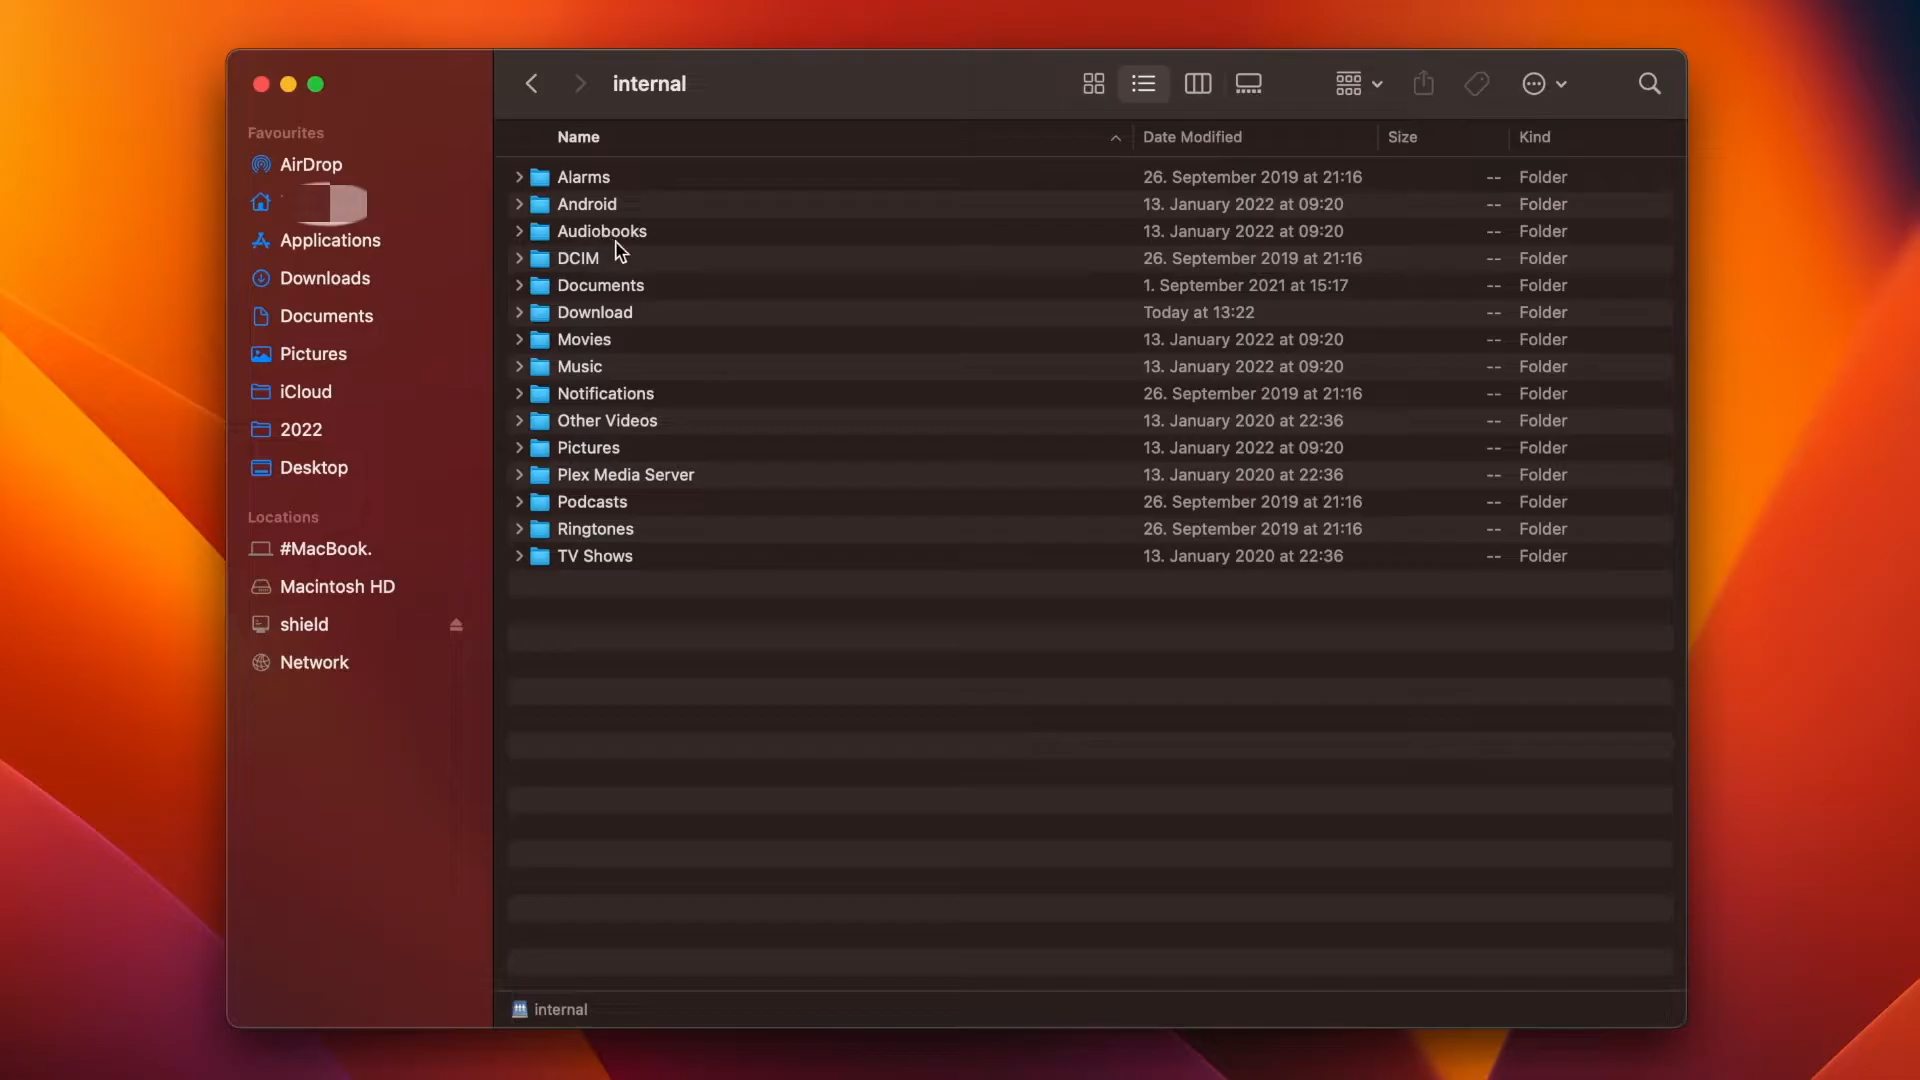 internal
Favourites
AirDrop
Applications
Downloads
Documents
Pictures
iCloud
2022
Desktop
Locations
#MacBook.
Macintosh HD
shield
Network
Name Date Modified Size Kind
Alarms 26. September 2019 at 21:16 -- Folder
Android 13. January 2022 at 09:20 -- Folder
Audiobooks 13. January 2022 at 09:20 -- Folder
DCIM 26. September 2019 at 21:16 -- Folder
Documents 1. September 2021 at 15:17 -- Folder
Download Today at 13:22 -- Folder
Movies 13. January 2022 at 09:20 -- Folder
Music 13. January 2022 at 09:20 -- Folder
Notifications 26. September 2019 at 21:16 -- Folder
Other Videos 13. January 2020 at 22:36 -- Folder
Pictures 13. January 2022 at 09:20 -- Folder
Plex Media Server 13. January 2020 at 22:36 -- Folder
Podcasts 26. September 2019 at 21:16 -- Folder
Ringtones 26. September 2019 at 21:16 -- Folder
TV Shows 13. January 2020 at 22:36 -- Folder
internal